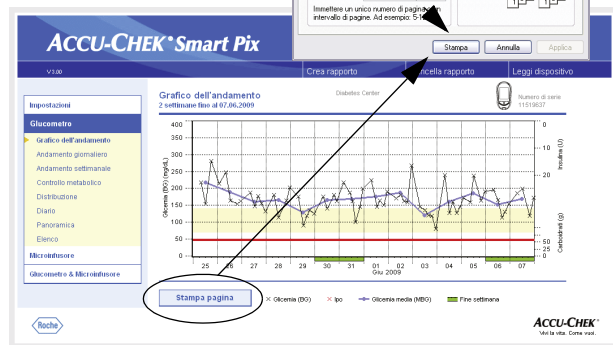 Immettere un unico numero di pagina
intervallo di pagine. Ad esempio: 5-
Stampa Annulla Applica
ACCU-CHEK® Smart Pix
V3.00
Crea rapporto
rapporto
Leggi dispositivo
Impostazioni
Glucometro
Grafico dell'andamento
Andamento giornaliero
Andamento settimanale
Controllo metabolico
Distribuzione
Diario
Panoramica
Elenco
Microinfusore
Glucometro & Microinfusore
Grafico dell'andamento
2 settimane fino al 07.06.2009
Diabetes Center
Numero di serie
11519637
Glicemia (BG) (mg/dL)
400
350
300
250
200
150
100
50
0
0
10
20
Insulina (U)
50
25
0
Carboidrati (g)
25 26 27 28 29 30 31 01 02 03 04 05 06 07
Giu 2009
Stampa pagina
Glicemia (BG) Ipo Glicemia media (MBG) Fine settimana
Roche
ACCU-CHEK®
Vivi la vita. Come vuoi.